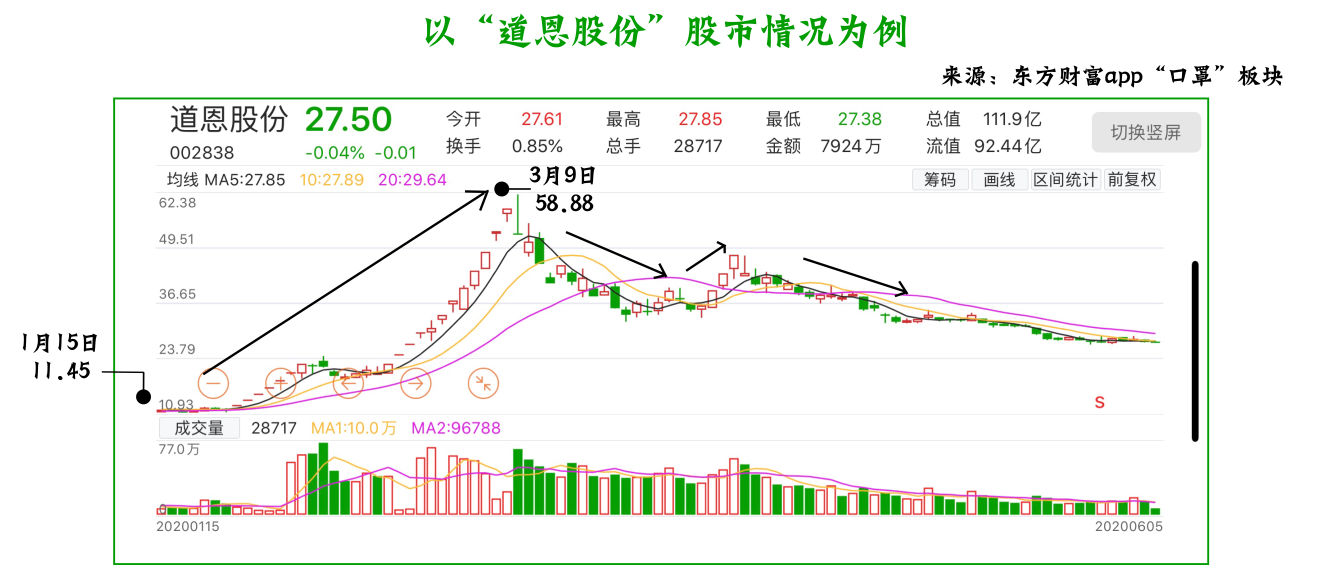 以“道恩股份”股市情况为例
来源：东方财富app“口罩”板块
道恩股份 27.50 今开 27.61 最高 27.85 最低 27.38 总值 111.9亿 切换竖屏
002838 -0.04% -0.01 换手 0.85% 总手 28717 金额 7924万 流值 92.44亿
均线 MA5:27.85 10:27.89 20:29.64 筹码 画线 区间统计 前复权
3月9日
58.88
62.38
49.51
36.65
23.79
10.93
1月15日
11.45
S
成交量 28717 MA1:10.0万 MA2:96788
77.0万
0
20200115 20200605